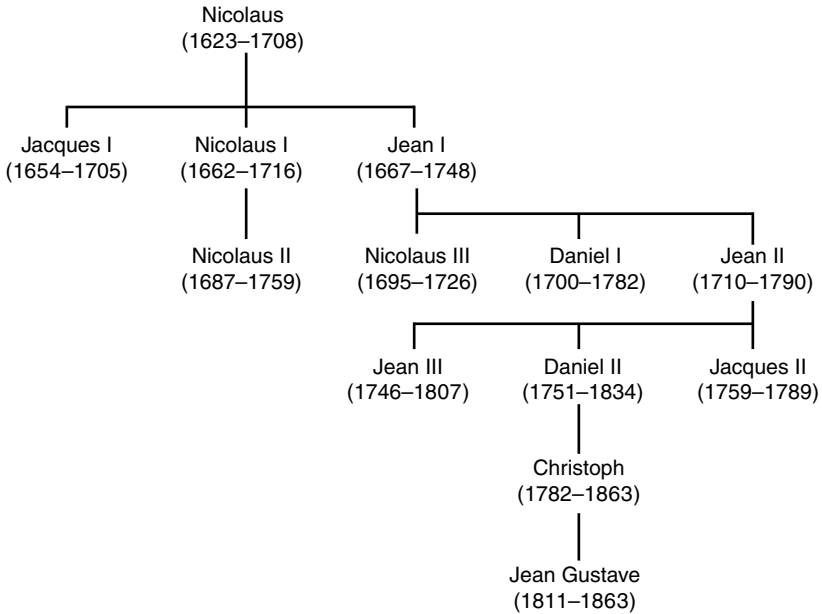 Nicolaus
(1623–1708)
Jacques I
(1654–1705)
Nicolaus I
(1662–1716)
Jean I
(1667–1748)
Nicolaus II
(1687–1759)
Nicolaus III
(1695–1726)
Daniel I
(1700–1782)
Jean II
(1710–1790)
Jean III
(1746–1807)
Daniel II
(1751–1834)
Jacques II
(1759–1789)
Christoph
(1782–1863)
Jean Gustave
(1811–1863)